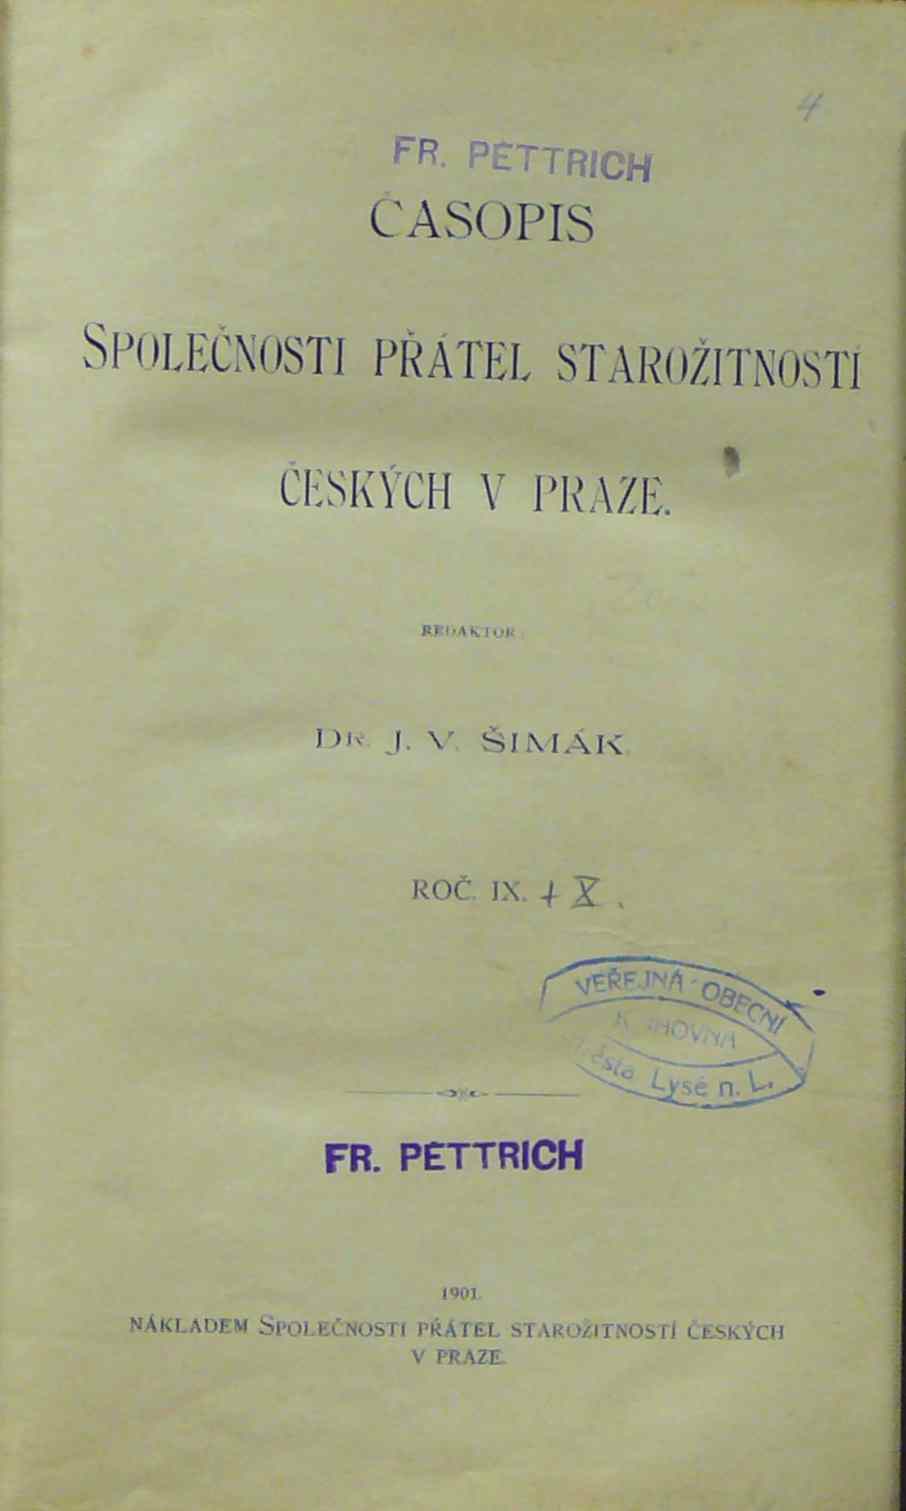 4
FR. PETTRICH
ČASOPIS
SPOLEČNOSTI PŘÁTEL STAROŽITNOSTÍ
ČESKÝCH V PRAZE.
REDAKTOR
DR. J. V. ŠIMÁK
ROČ. IX. + X.
VEŘEJNÁ OBECNÍ
KNIHOVNA
města Lysé n. L.
FR. PETTRICH
1901.
NÁKLADEM SPOLEČNOSTI PŘÁTEL STAROŽITNOSTÍ ČESKÝCH
V PRAZE.